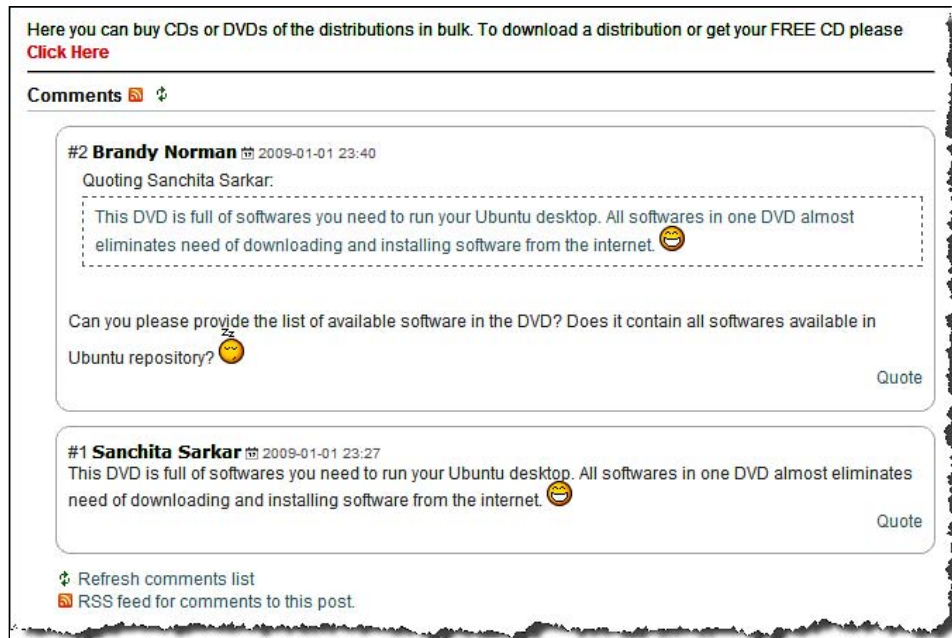 Here you can buy CDs or DVDs of the distributions in bulk. To download a distribution or get your FREE CD please
Click Here
Comments
#2 Brandy Norman 2009-01-01 23:40
Quoting Sanchita Sarkar:
This DVD is full of softwares you need to run your Ubuntu desktop. All softwares in one DVD almost
eliminates need of downloading and installing software from the internet.
Can you please provide the list of available software in the DVD? Does it contain all softwares available in
Ubuntu repository?
Quote
#1 Sanchita Sarkar 2009-01-01 23:27
This DVD is full of softwares you need to run your Ubuntu desktop. All softwares in one DVD almost eliminates
need of downloading and installing software from the internet.
Quote
Refresh comments list
RSS feed for comments to this post.